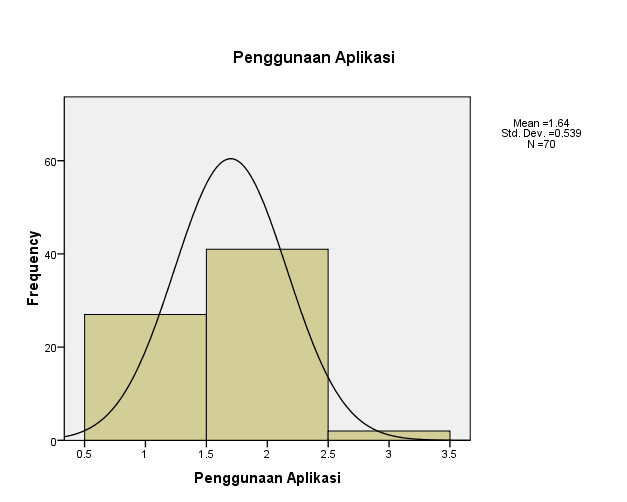 Penggunaan Aplikasi
Mean =1.64
Std. Dev. =0.539
N =70
60
40
20
0
Frequency
0.5 1 1.5 2 2.5 3 3.5
Penggunaan Aplikasi